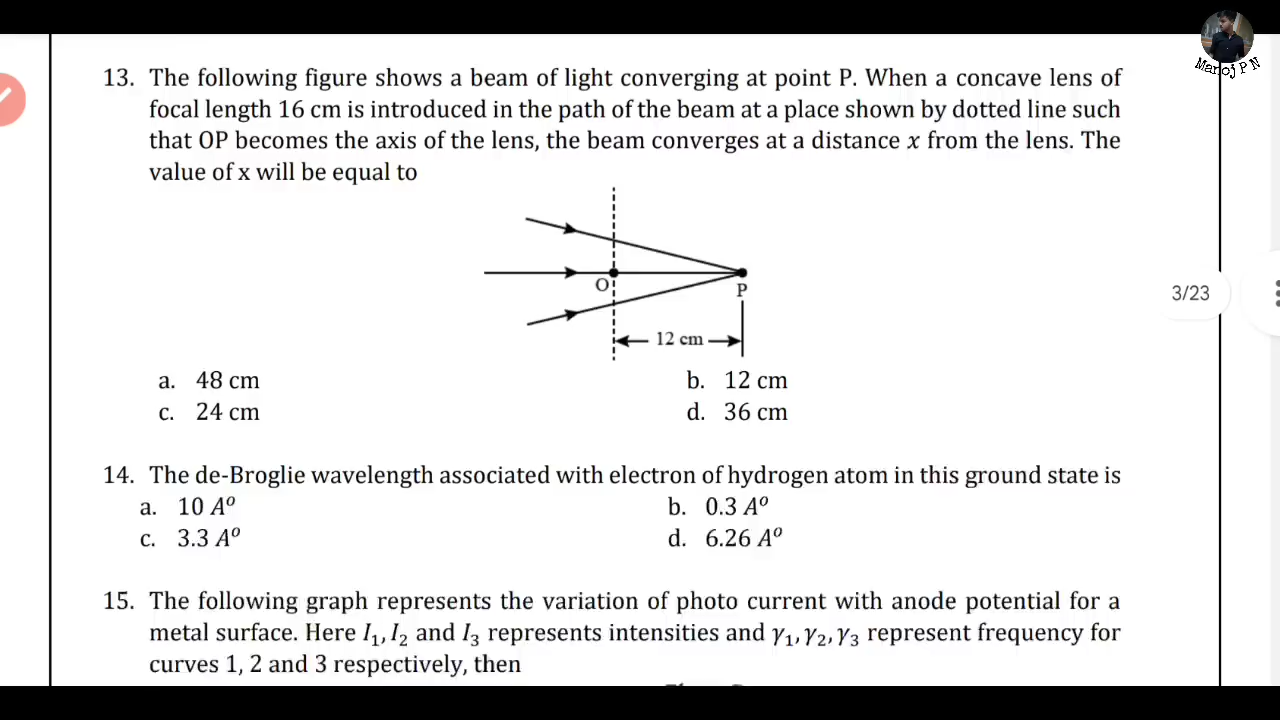 Manoj P N
13. The following figure shows a beam of light converging at point P. When a concave lens of
focal length 16 cm is introduced in the path of the beam at a place shown by dotted line such
that OP becomes the axis of the lens, the beam converges at a distance x from the lens. The
value of x will be equal to
O
P
12 cm
3/23
a. 48 cm
b. 12 cm
c. 24 cm
d. 36 cm
14. The de-Broglie wavelength associated with electron of hydrogen atom in this ground state is
a. 10 Aᵒ
b. 0.3 Aᵒ
c. 3.3 Aᵒ
d. 6.26 Aᵒ
15. The following graph represents the variation of photo current with anode potential for a
metal surface. Here I₁, I₂ and I₃ represents intensities and γ₁, γ₂, γ₃ represent frequency for
curves 1, 2 and 3 respectively, then